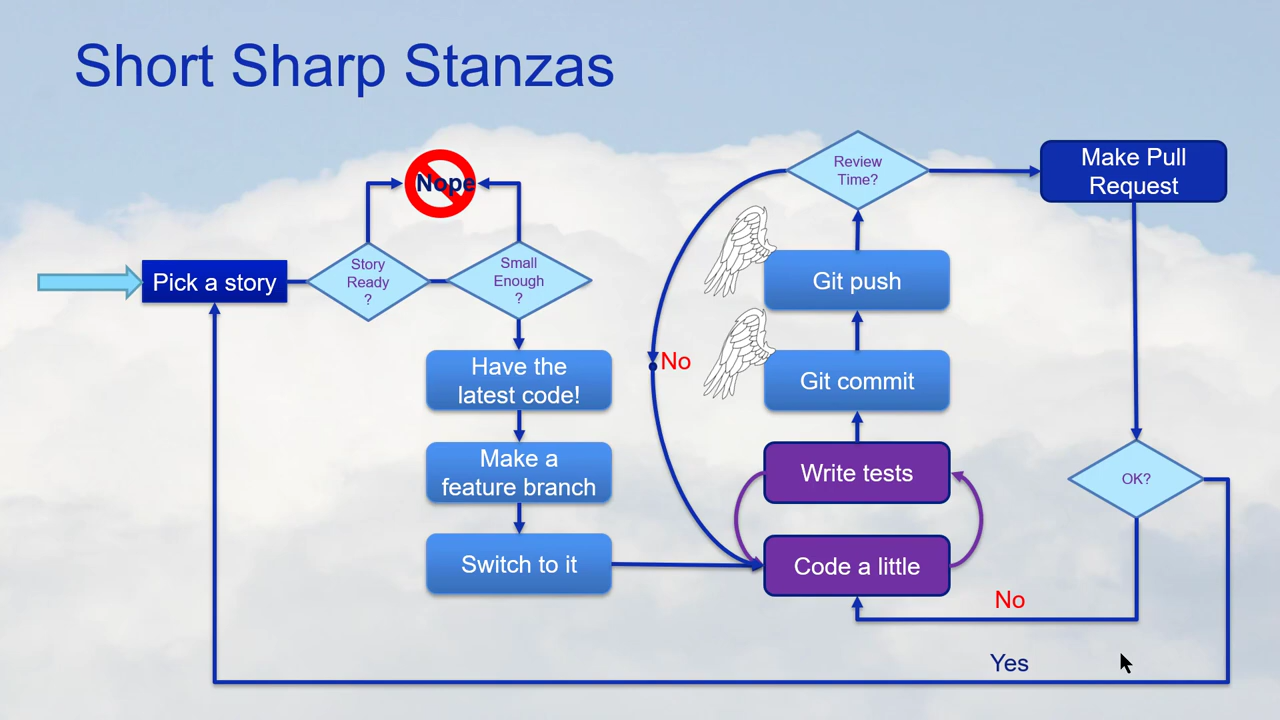 Short Sharp Stanzas
Nope
Pick a story
Story
Ready
?
Small
Enough
?
Have the
latest code!
Make a
feature branch
Switch to it
No
Review
Time?
Git push
Git commit
Write tests
Code a little
Make Pull
Request
OK?
No
Yes